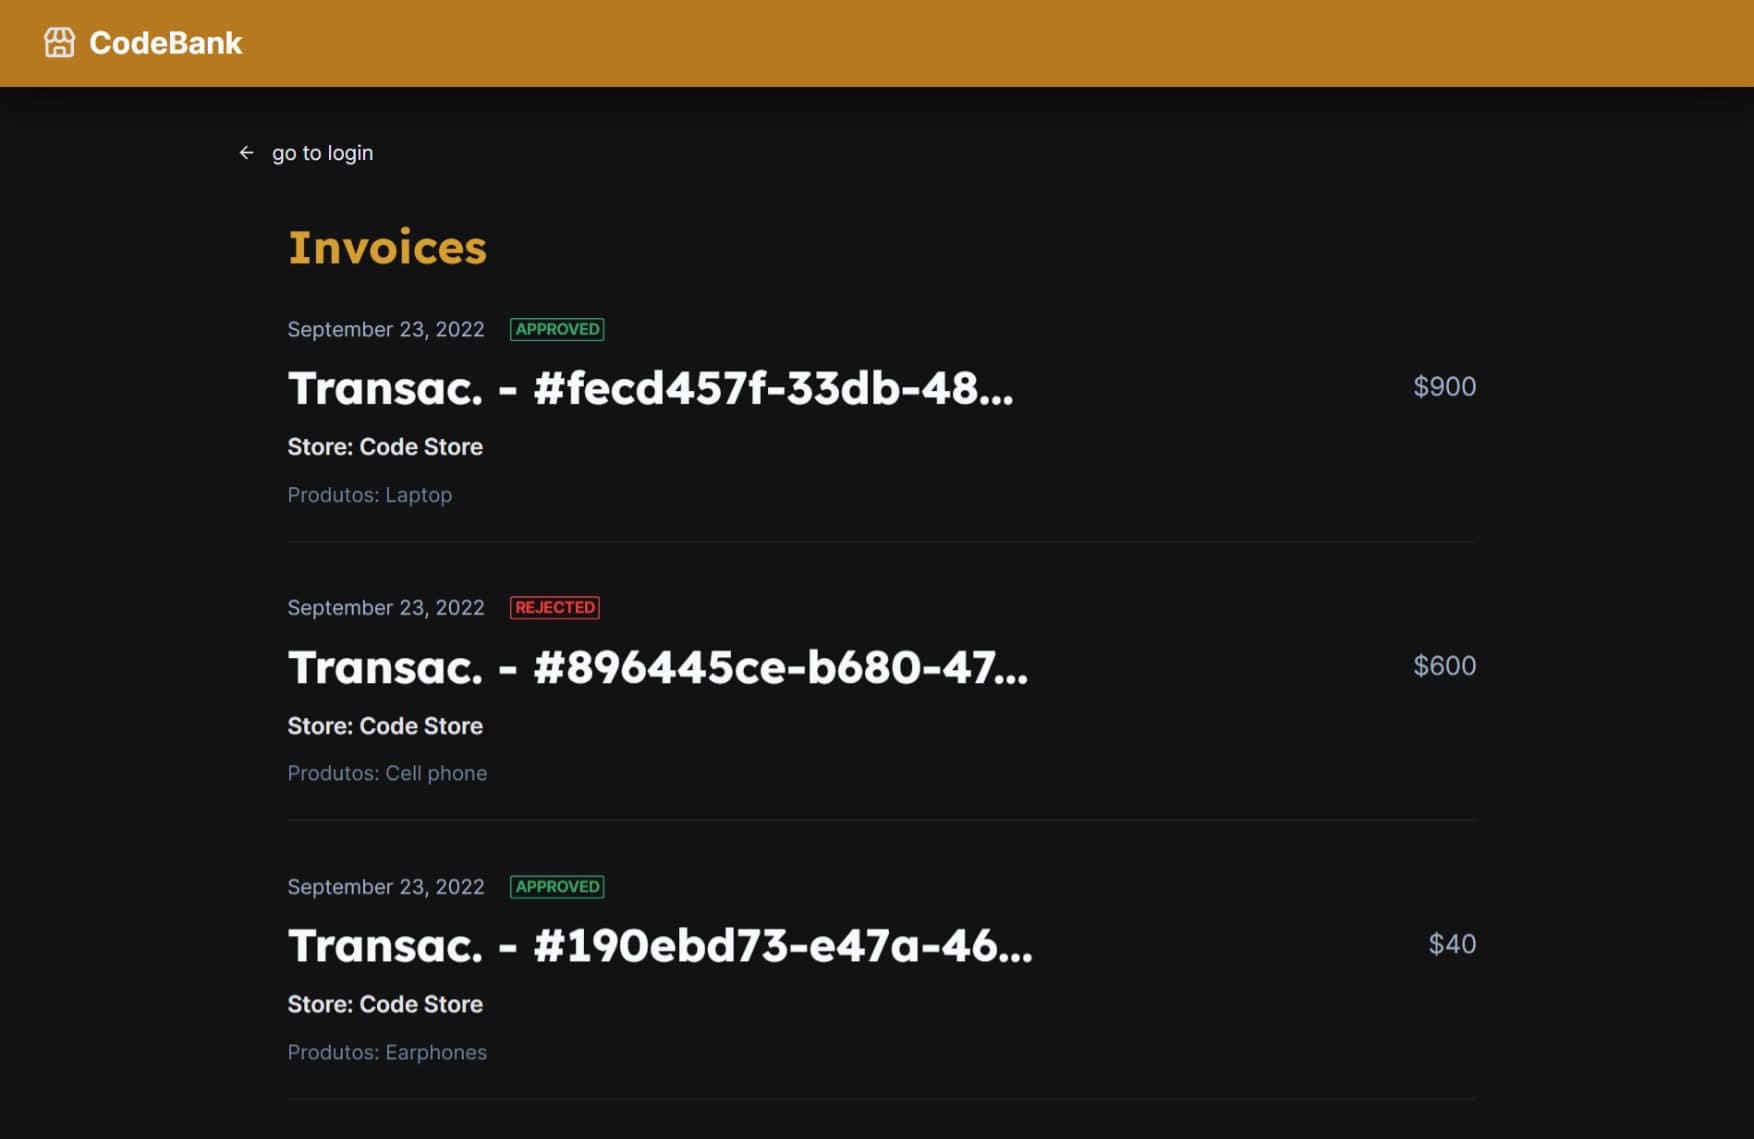 CodeBank
← go to login
Invoices
September 23, 2022 APPROVED
Transac. - #fecd457f-33db-48...
$900
Store: Code Store
Produtos: Laptop
September 23, 2022 REJECTED
Transac. - #896445ce-b680-47...
$600
Store: Code Store
Produtos: Cell phone
September 23, 2022 APPROVED
Transac. - #190ebd73-e47a-46...
$40
Store: Code Store
Produtos: Earphones